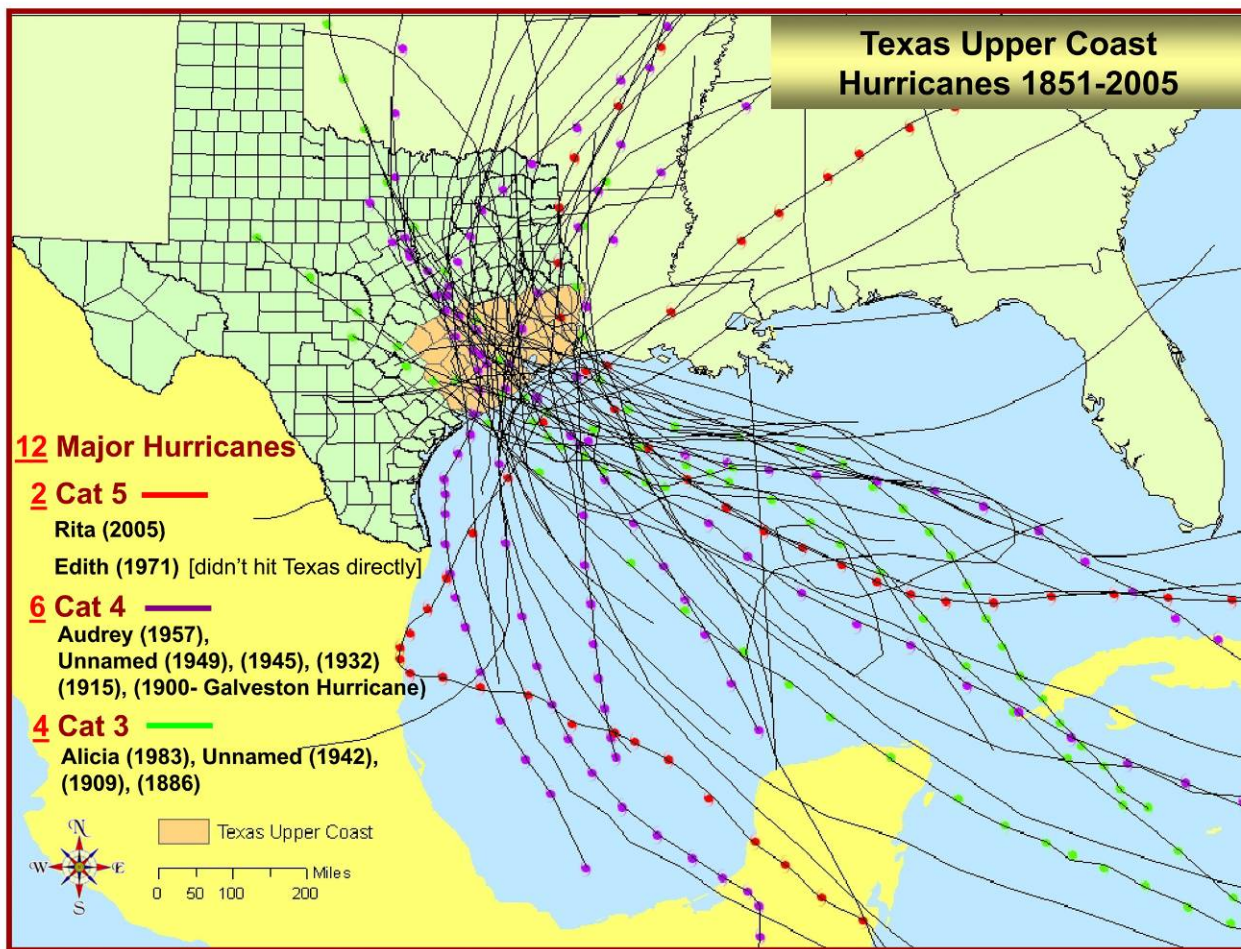 Texas Upper Coast
Hurricanes 1851-2005
12 Major Hurricanes
2 Cat 5
Rita (2005)
Edith (1971) [didn't hit Texas directly]
6 Cat 4
Audrey (1957),
Unnamed (1949), (1945), (1932)
(1915), (1900- Galveston Hurricane)
4 Cat 3
Alicia (1983), Unnamed (1942),
(1909), (1886)
N
W E
S
Texas Upper Coast
Miles
0 50 100 200